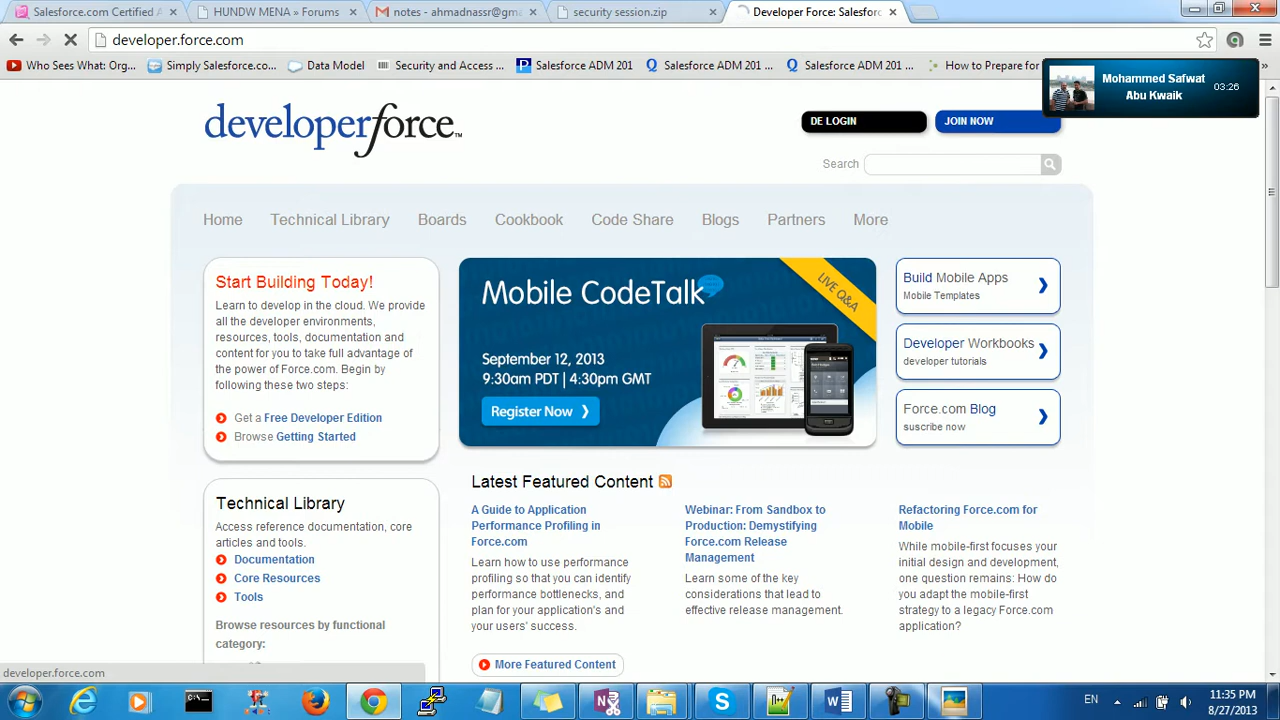 Salesforce.com Certified A
HUNDW MENA » Forums
notes - ahmadnassr@gm
security session.zip
Developer Force: Salesfor
developer.force.com
Who Sees What: Org...
Simply Salesforce.co...
Data Model
Security and Access ...
Salesforce ADM 201
Salesforce ADM 201 ...
Salesforce ADM 201 ...
How to Prepare for
»
Mohammed Safwat
Abu Kwaik
03:26
developerforce™
DE LOGIN
JOIN NOW
Search
Home
Technical Library
Boards
Cookbook
Code Share
Blogs
Partners
More
Start Building Today!
Learn to develop in the cloud. We provide
all the developer environments,
resources, tools, documentation and
content for you to take full advantage of
the power of Force.com. Begin by
following these two steps:
Get a Free Developer Edition
Browse Getting Started
Mobile CodeTalk
LIVE Q&A
September 12, 2013
9:30am PDT | 4:30pm GMT
Register Now
Build Mobile Apps
Mobile Templates
Developer Workbooks
developer tutorials
Force.com Blog
suscribe now
Technical Library
Access reference documentation, core
articles and tools.
Documentation
Core Resources
Tools
Browse resources by functional
category:
Latest Featured Content
A Guide to Application
Performance Profiling in
Force.com
Learn how to use performance
profiling so that you can identify
performance bottlenecks, and
plan for your application's and
your users' success.
Webinar: From Sandbox to
Production: Demystifying
Force.com Release
Management
Learn some of the key
considerations that lead to
effective release management.
Refactoring Force.com for
Mobile
While mobile-first focuses your
initial design and development,
one question remains: How do
you adapt the mobile-first
strategy to a legacy Force.com
application?
More Featured Content
developer.force.com
EN
11:35 PM
8/27/2013